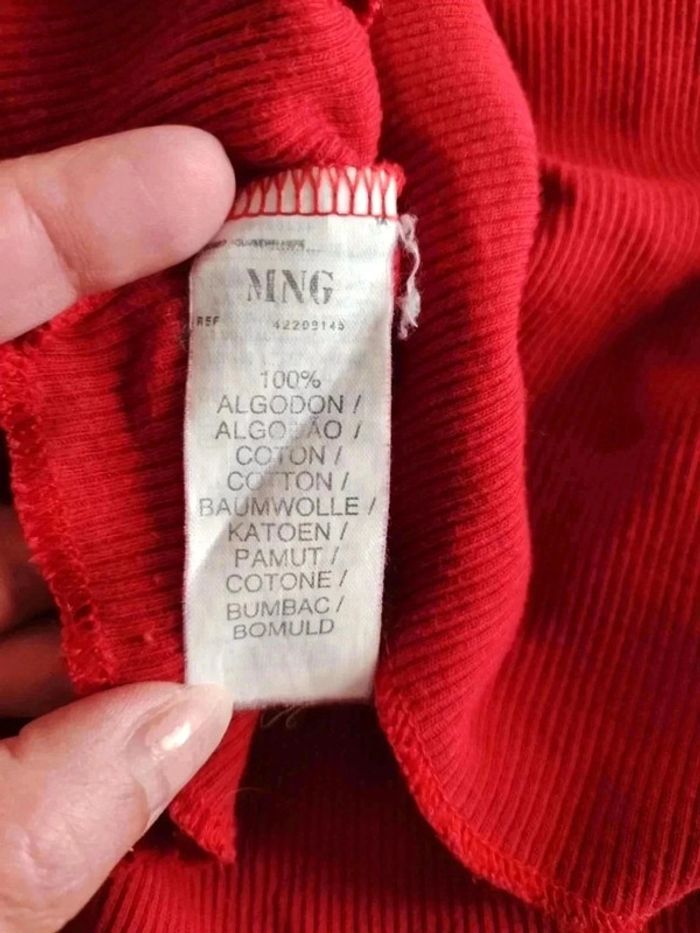 MNG
REF 42209145
100%
ALGODON /
ALGODÃO /
COTON /
COTTON /
BAUMWOLLE /
KATOEN /
PAMUT /
COTONE /
BUMBAC /
BOMULD